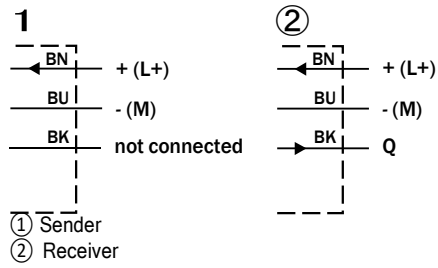 1
BN + (L+)
BU - (M)
BK not connected
②
BN + (L+)
BU - (M)
BK Q
① Sender
② Receiver